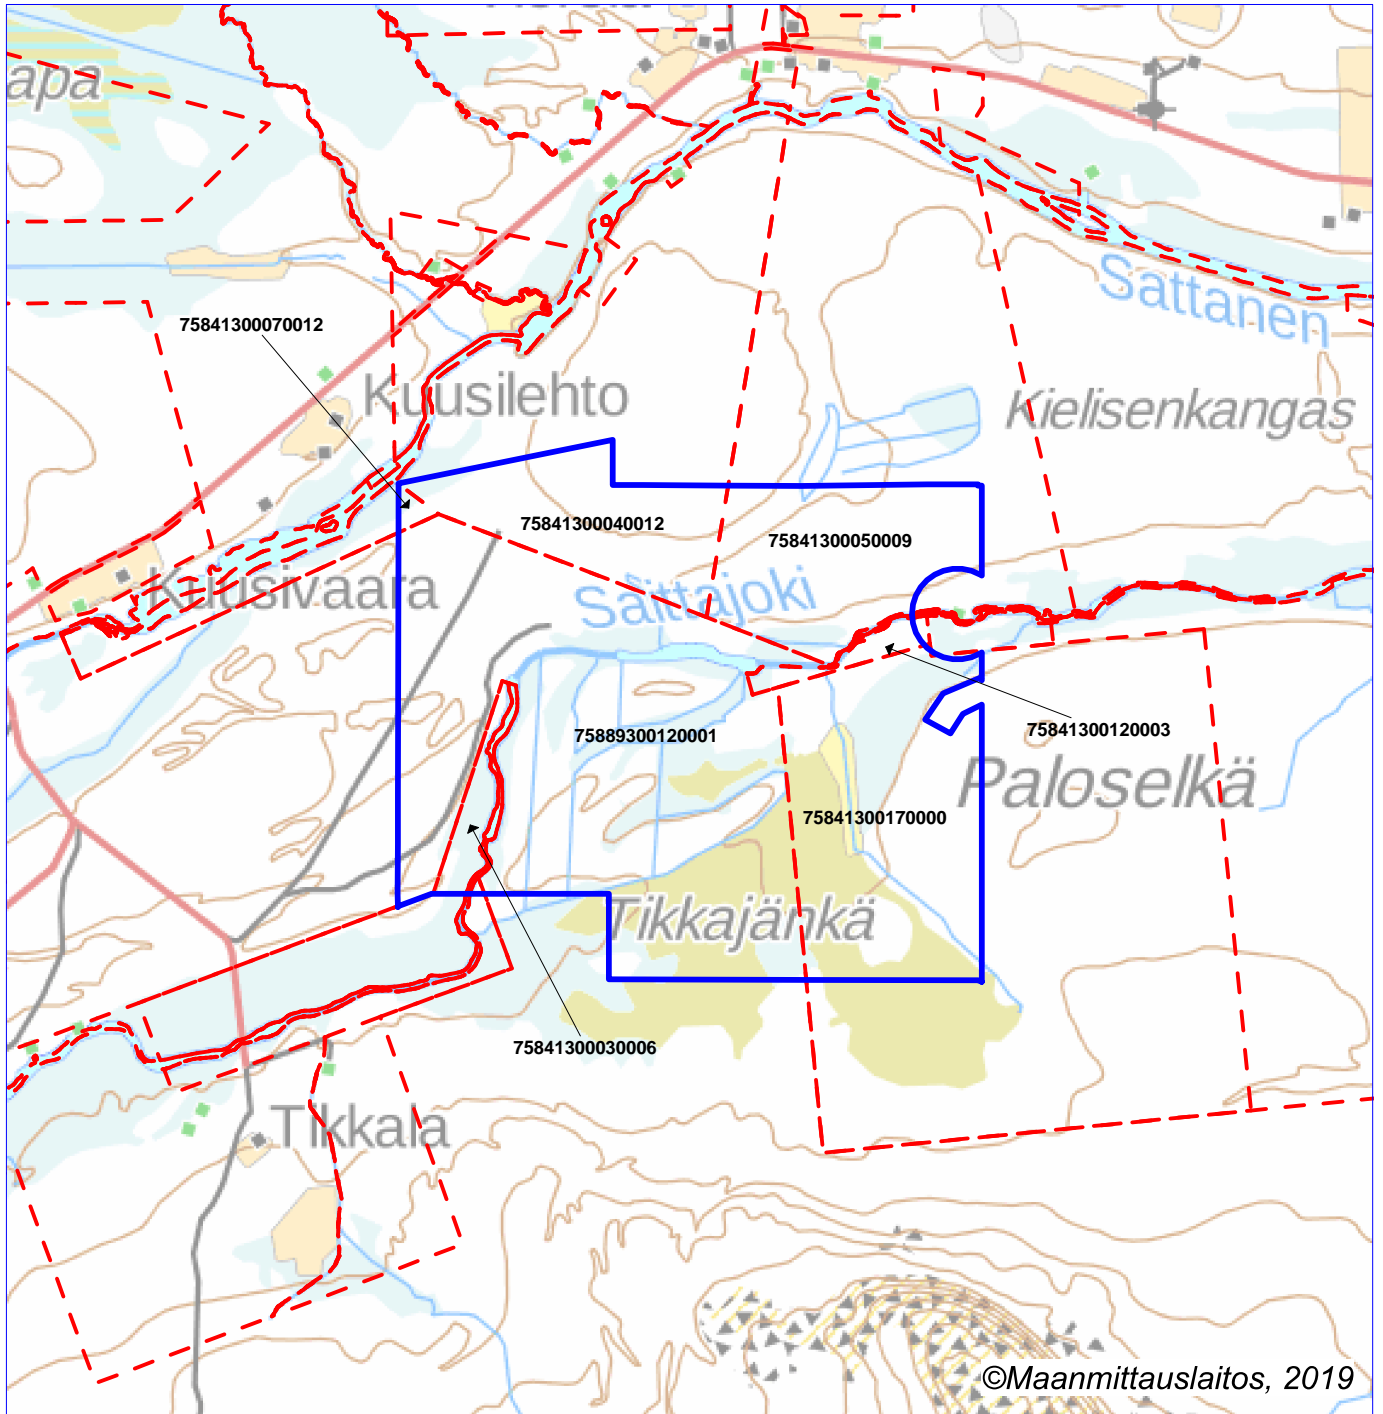 apa
Sattanen
75841300070012
Kuusilehto
Kielisenkangas
75841300040012
75841300050009
Kuusivaara
Sattajoki
75889300120001
75841300120003
Paloselkä
75841300170000
Tikkajänkä
75841300030006
Tikkala
©Maanmittauslaitos, 2019